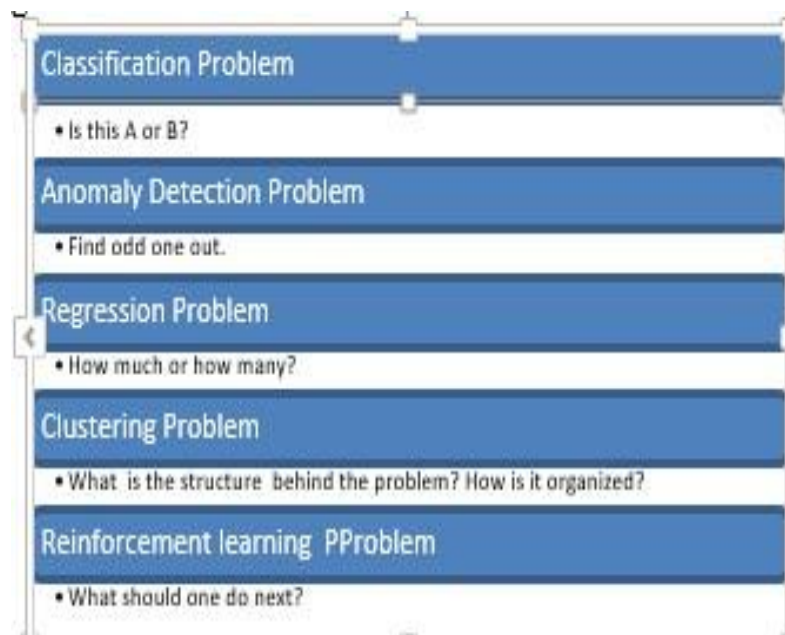 Classification Problem
• Is this A or B?
Anomaly Detection Problem
• Find odd one out.
Regression Problem
• How much or how many?
Clustering Problem
• What is the structure behind the problem? How is it organized?
Reinforcement learning PProblem
• What should one do next?